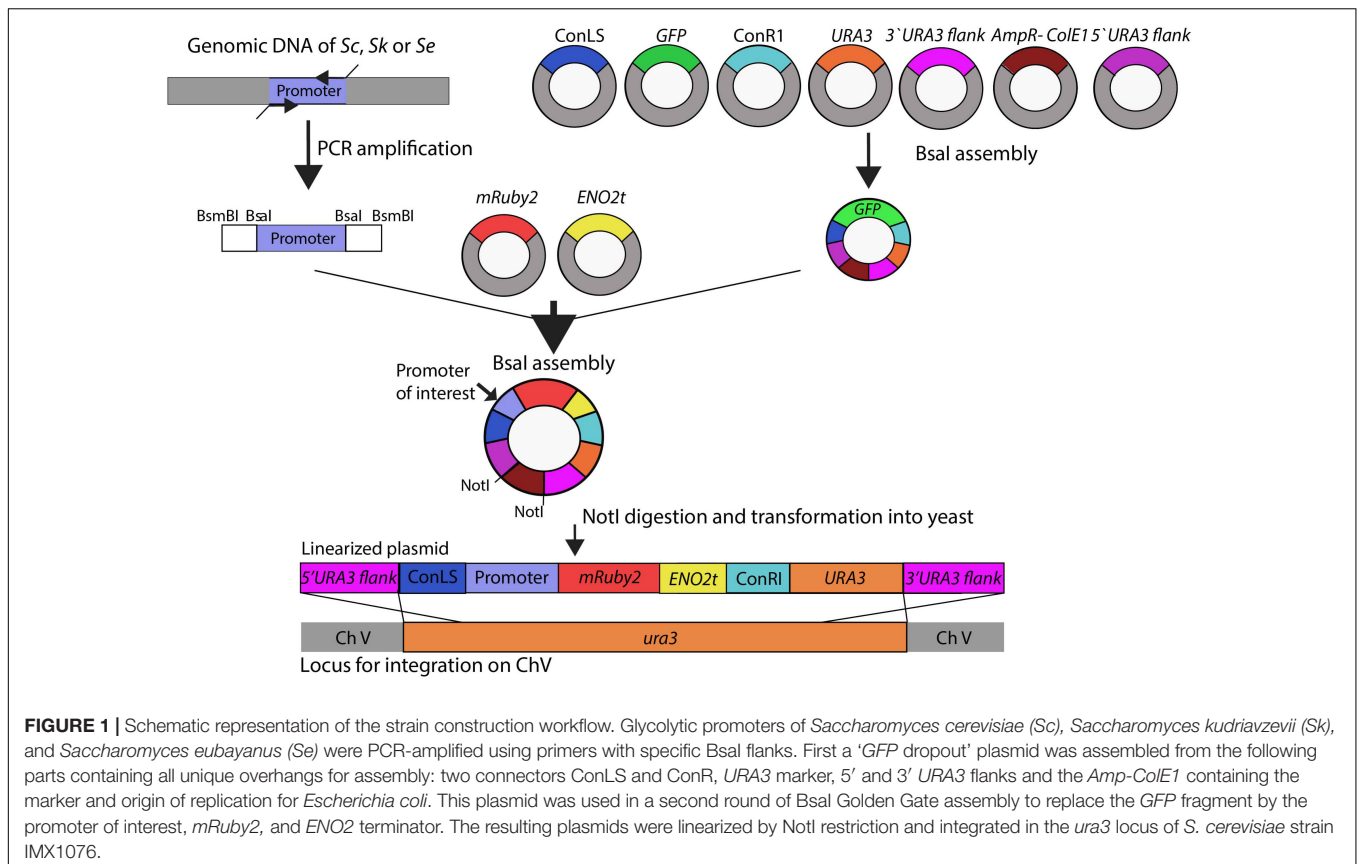 Genomic DNA of Sc, Sk or Se
Promoter
PCR amplification
BsmBI BsaI BsaI BsmBI
Promoter
ConLS GFP ConR1 URA3 3`URA3 flank AmpR-ColE1 5`URA3 flank
BsaI assembly
GFP
mRuby2 ENO2t
BsaI assembly
Promoter
of interest
NotI
NotI
NotI digestion and transformation into yeast
Linearized plasmid
5'URA3 flank ConLS Promoter mRuby2 ENO2t ConRI URA3 3'URA3 flank
Ch V ura3 Ch V
Locus for integration on ChV
FIGURE 1 | Schematic representation of the strain construction workflow. Glycolytic promoters of Saccharomyces cerevisiae (Sc), Saccharomyces kudriavzevii (Sk),
and Saccharomyces eubayanus (Se) were PCR-amplified using primers with specific BsaI flanks. First a ‘GFP dropout’ plasmid was assembled from the following
parts containing all unique overhangs for assembly: two connectors ConLS and ConR, URA3 marker, 5′ and 3′ URA3 flanks and the Amp-ColE1 containing the
marker and origin of replication for Escherichia coli. This plasmid was used in a second round of BsaI Golden Gate assembly to replace the GFP fragment by the
promoter of interest, mRuby2, and ENO2 terminator. The resulting plasmids were linearized by NotI restriction and integrated in the ura3 locus of S. cerevisiae strain
IMX1076.